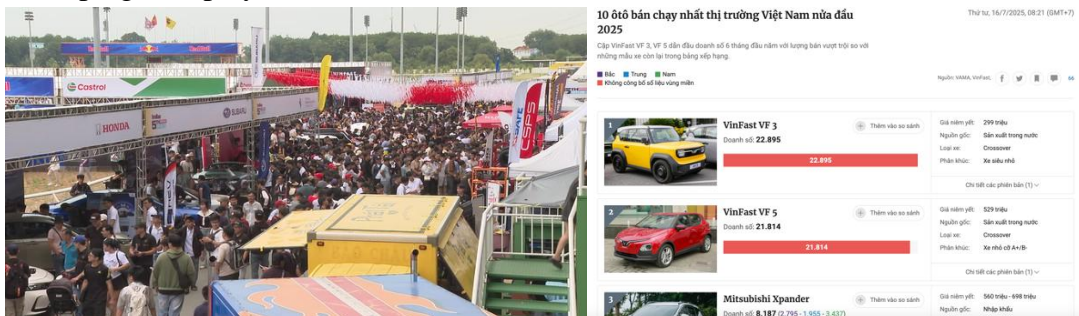 Red Bull
Castrol
HONDA
SUBARU
10 ôtô bán chạy nhất thị trường Việt Nam nửa đầu
2025
Thứ tư, 16/7/2025, 08:21 (GMT+7)
Cặp VinFast VF 3, VF 5 dẫn đầu doanh số 6 tháng đầu năm với lượng bán vượt trội so với
những mẫu xe còn lại trong bảng xếp hạng.
Bắc Trung Nam
Không công bố số liệu vùng miền
Nguồn: VAMA, VinFast,
1
VinFast VF 3
Thêm vào so sánh
Doanh số: 22.895
22.895
Giá niêm yết: 299 triệu
Nguồn gốc: Sản xuất trong nước
Loại xe: Crossover
Phân khúc: Xe siêu nhỏ
Chi tiết các phiên bản (1)
2
VinFast VF 5
Thêm vào so sánh
Doanh số: 21.814
21.814
Giá niêm yết: 529 triệu
Nguồn gốc: Sản xuất trong nước
Loại xe: Crossover
Phân khúc: Xe nhỏ cỡ A+/B-
Chi tiết các phiên bản (1)
3
Mitsubishi Xpander
Thêm vào so sánh
Doanh số: 8.187 (2.795 - 1.955 - 3.437)
Giá niêm yết: 560 triệu - 698 triệu
Nguồn gốc: Nhập khẩu